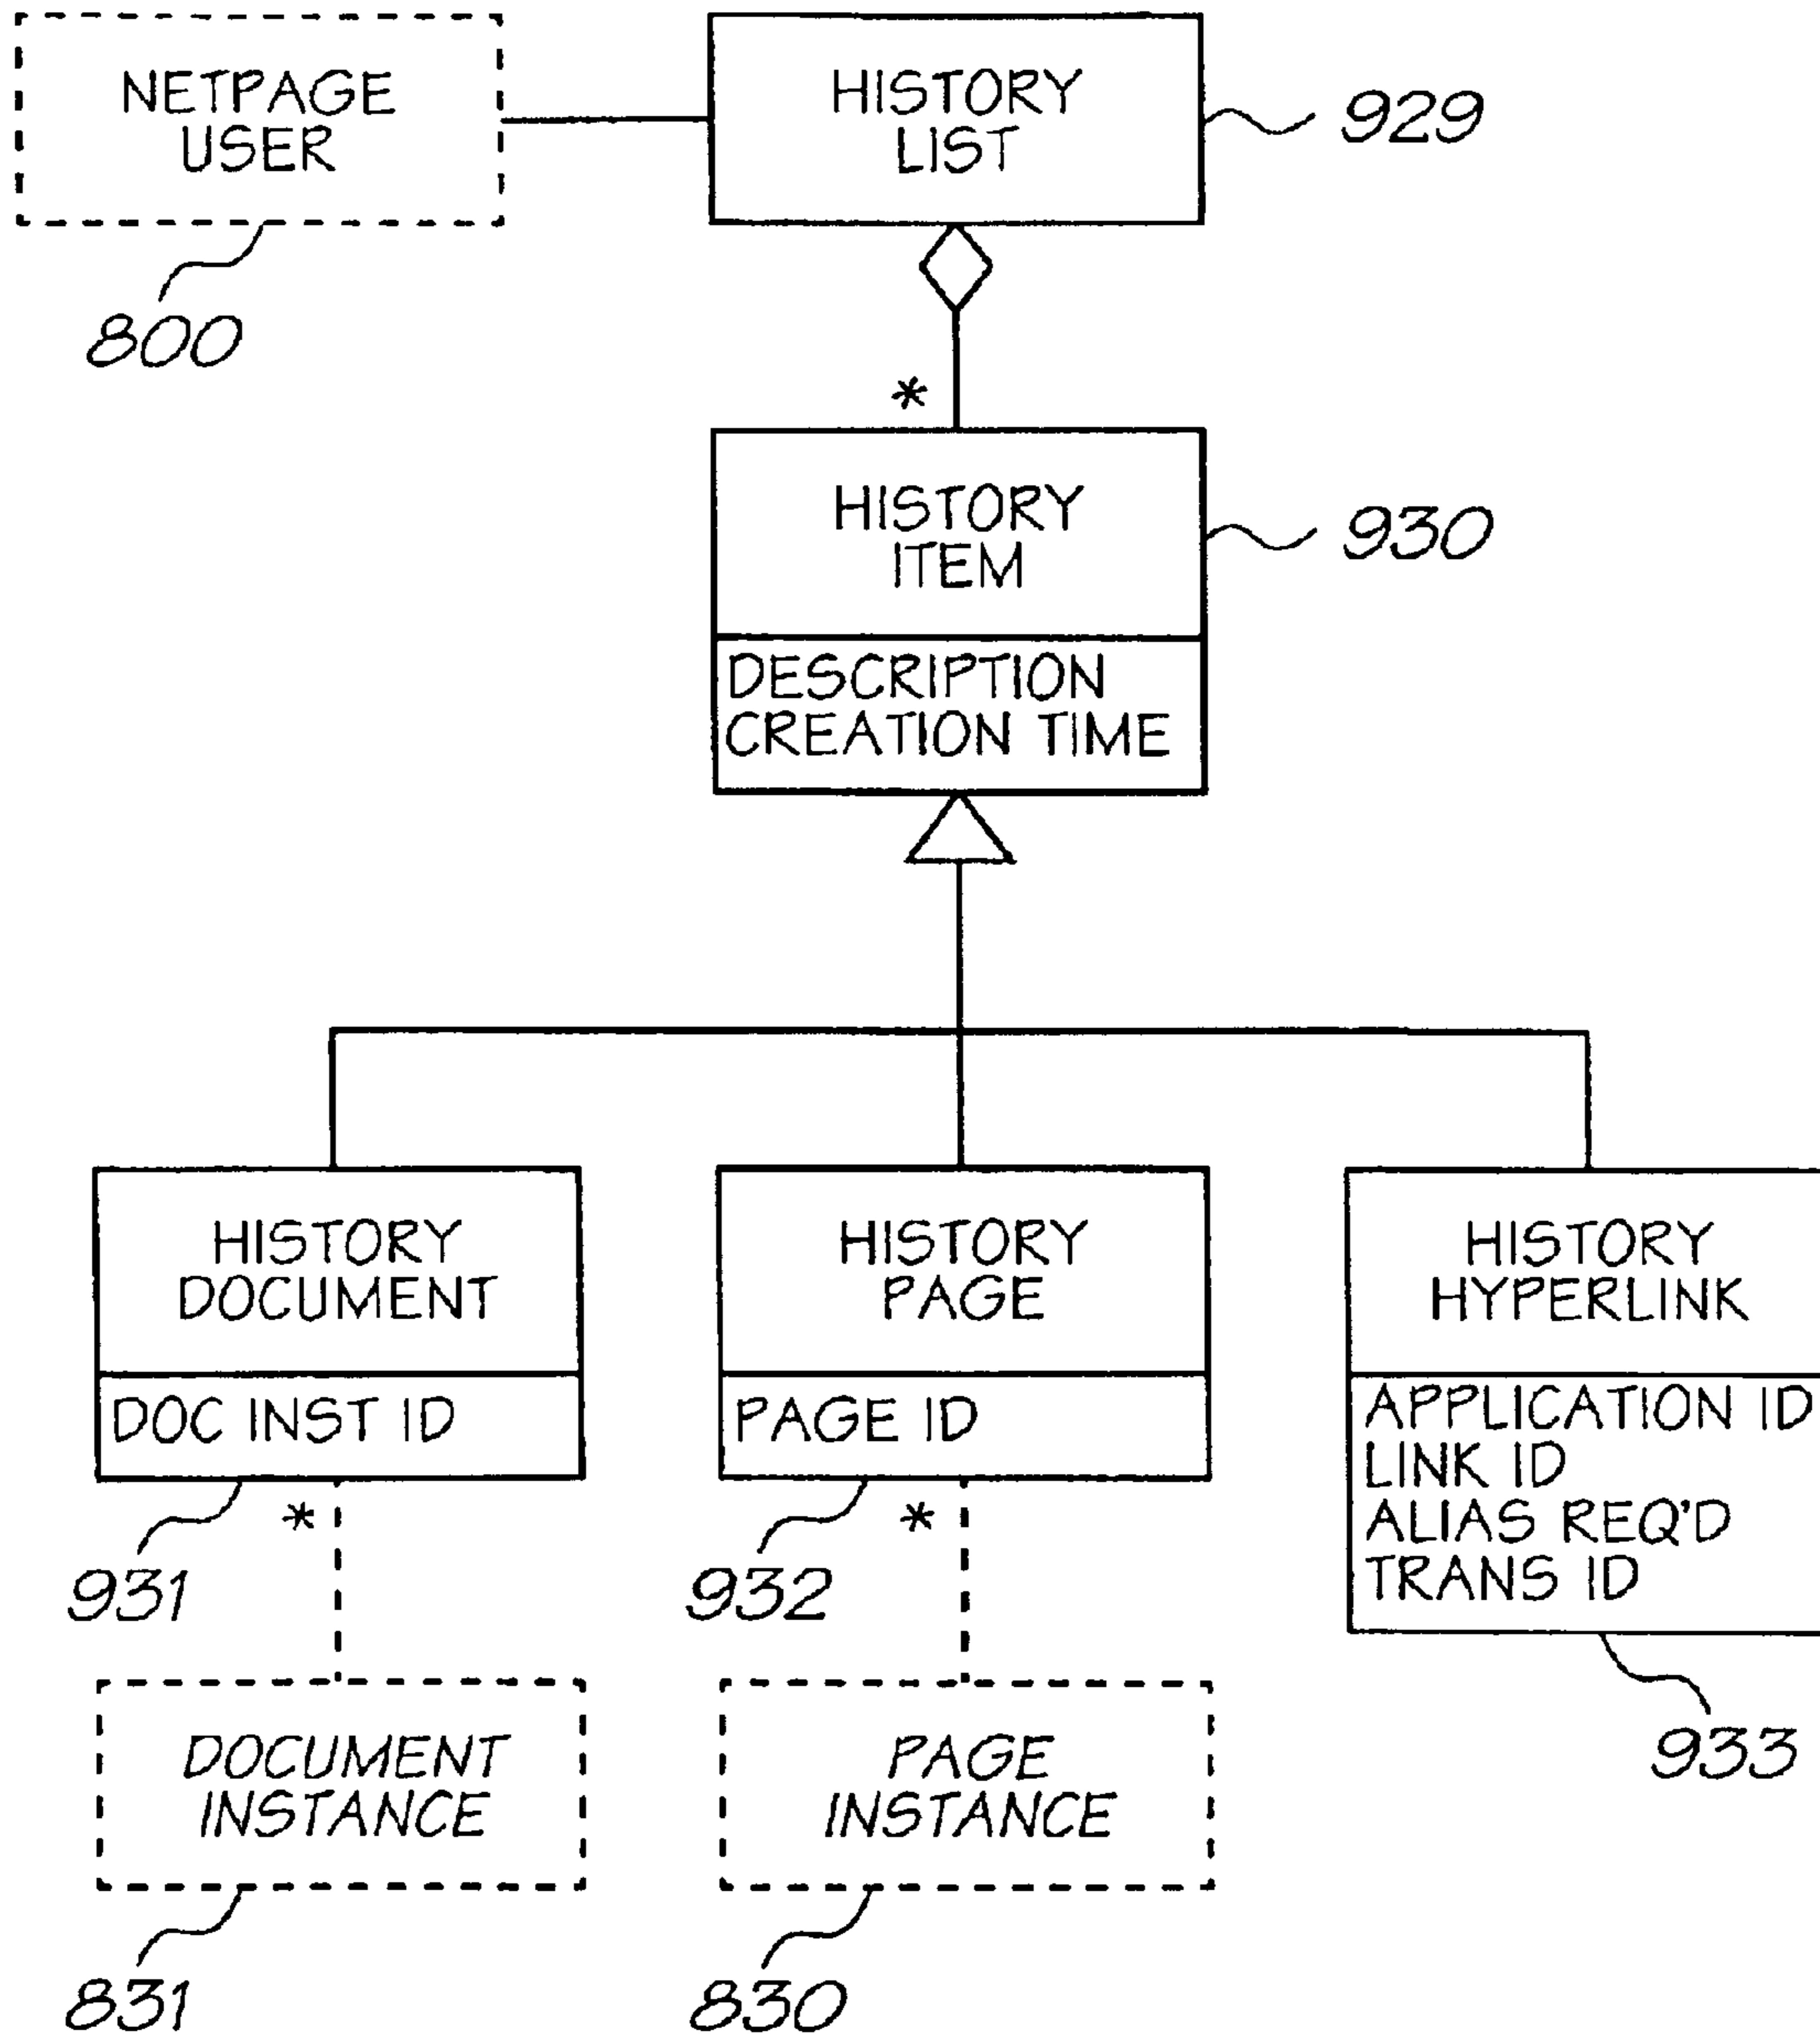 NETPAGE
USER
HISTORY
LIST
929
800
*
HISTORY
ITEM
930
DESCRIPTION
CREATION TIME
HISTORY
DOCUMENT
HISTORY
PAGE
HISTORY
HYPERLINK
DOC INST ID
PAGE ID
APPLICATION ID
LINK ID
ALIAS REQ'D
TRANS ID
*
*
931
932
933
DOCUMENT
INSTANCE
PAGE
INSTANCE
831
830